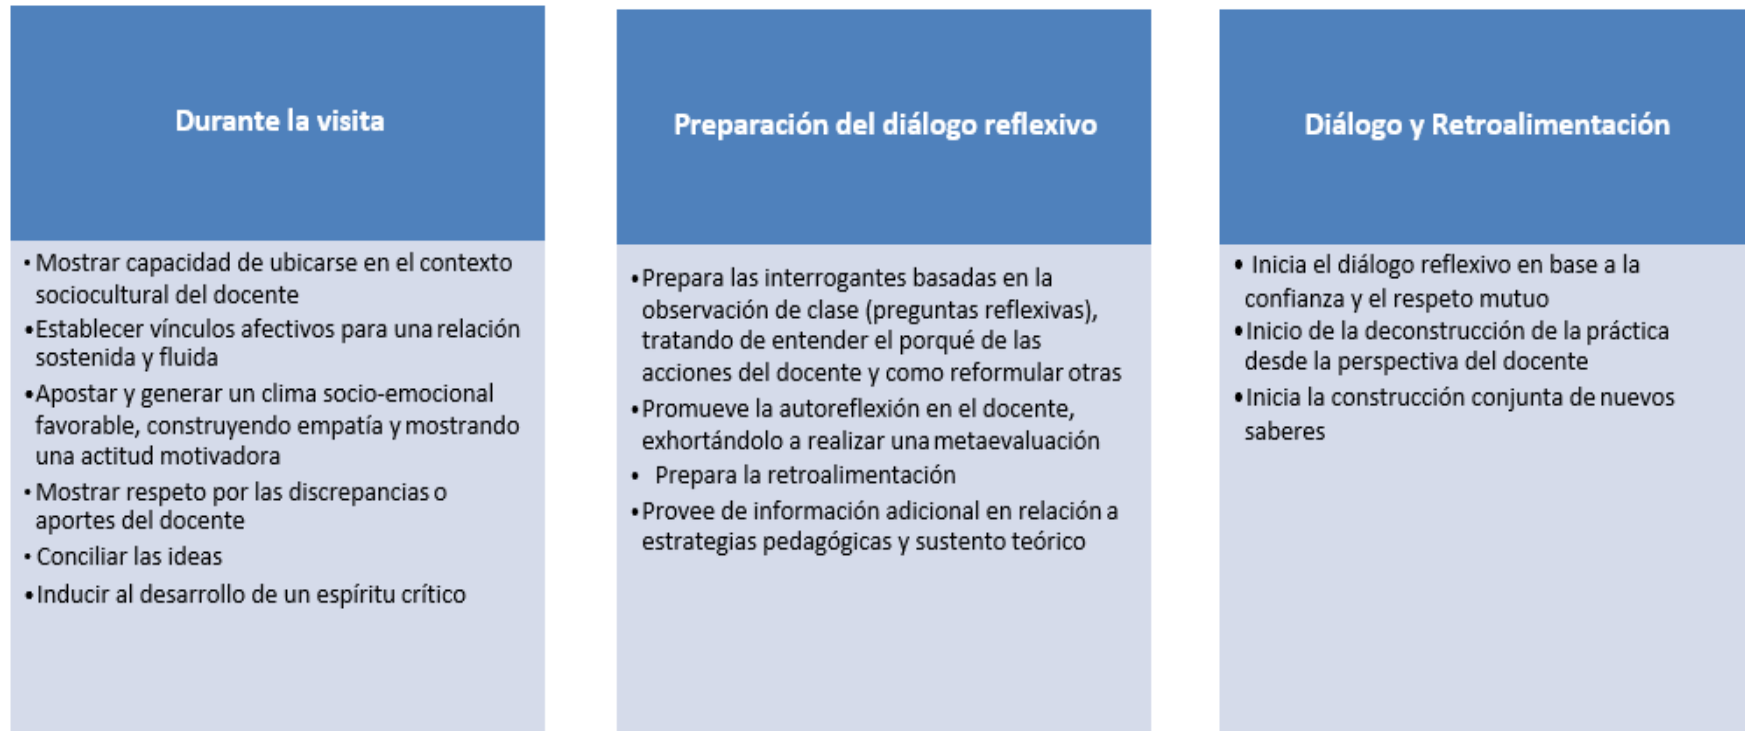 Durante la visita
• Mostrar capacidad de ubicarse en el contexto
sociocultural del docente
• Establecer vínculos afectivos para una relación
sostenida y fluida
• Apostar y generar un clima socio-emocional
favorable, construyendo empatía y mostrando
una actitud motivadora
• Mostrar respeto por las discrepancias o
aportes del docente
• Conciliar las ideas
• Inducir al desarrollo de un espíritu crítico
Preparación del diálogo reflexivo
• Prepara las interrogantes basadas en la
observación de clase (preguntas reflexivas),
tratando de entender el porqué de las
acciones del docente y como reformular otras
• Promueve la autoreflexión en el docente,
exhortándolo a realizar una metaevaluación
• Prepara la retroalimentación
• Provee de información adicional en relación a
estrategias pedagógicas y sustento teórico
Diálogo y Retroalimentación
• Inicia el diálogo reflexivo en base a la
confianza y el respeto mutuo
• Inicio de la deconstrucción de la práctica
desde la perspectiva del docente
• Inicia la construcción conjunta de nuevos
saberes